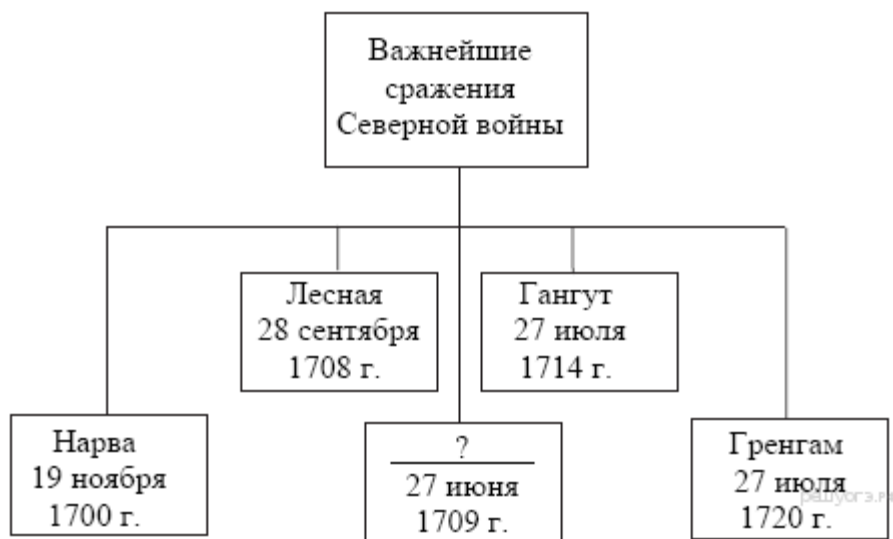 Важнейшие
сражения
Северной войны
Лесная
28 сентября
1708 г.
Гангут
27 июля
1714 г.
Нарва
19 ноября
1700 г.
?
27 июня
1709 г.
Гренгам
27 июля
1720 г.